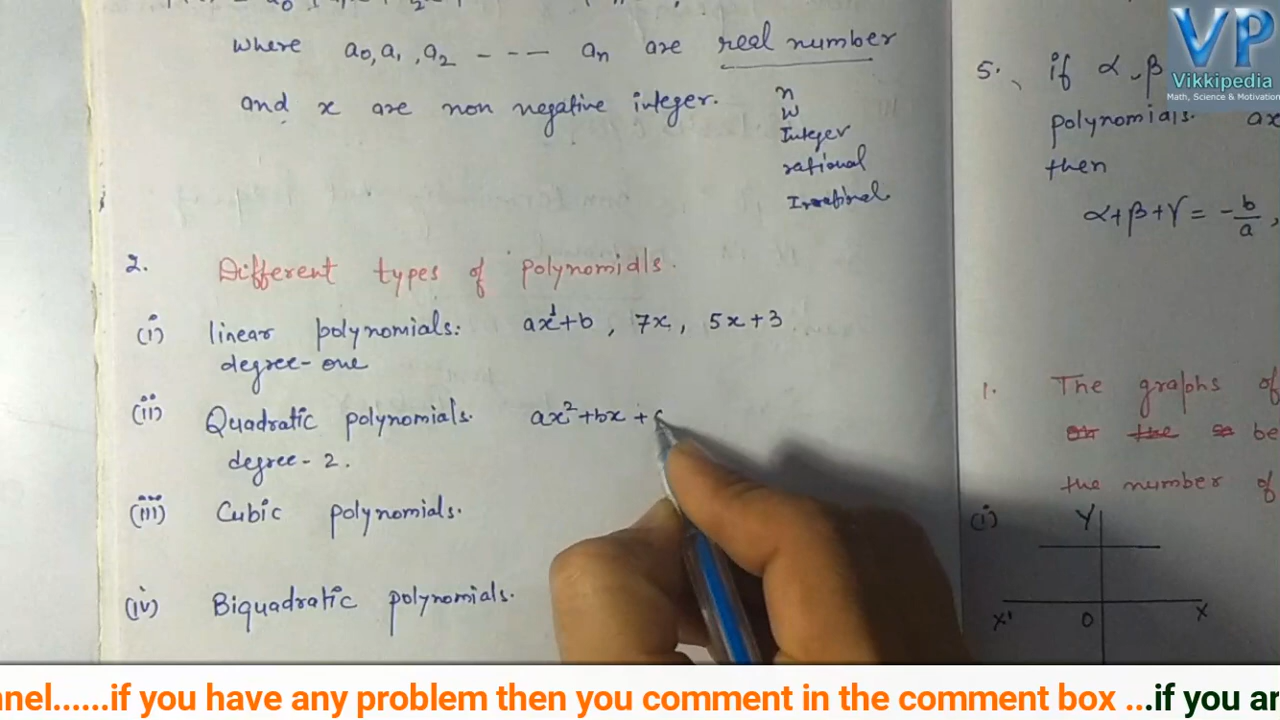 where a0, a1, a2 - - - an are real number
and x are non negative integer.
n
w
Integer
rational
2. Different types of polynomials.
(i) linear polynomials: ax¹+b, 7x, 5x+3
degree-one
(ii) Quadratic polynomials. ax²+bx+
degree-2.
(iii) Cubic polynomials.
(iv) Biquadratic polynomials.
5. if α, β
polynomials. ax
then
α+β+γ = -b/a,
1. The graphs of
be
the number of
(i) Y
X' O X
VP
Vikkipedia
Math, Science & Motivation
nnel......if you have any problem then you comment in the comment box ...if you ar